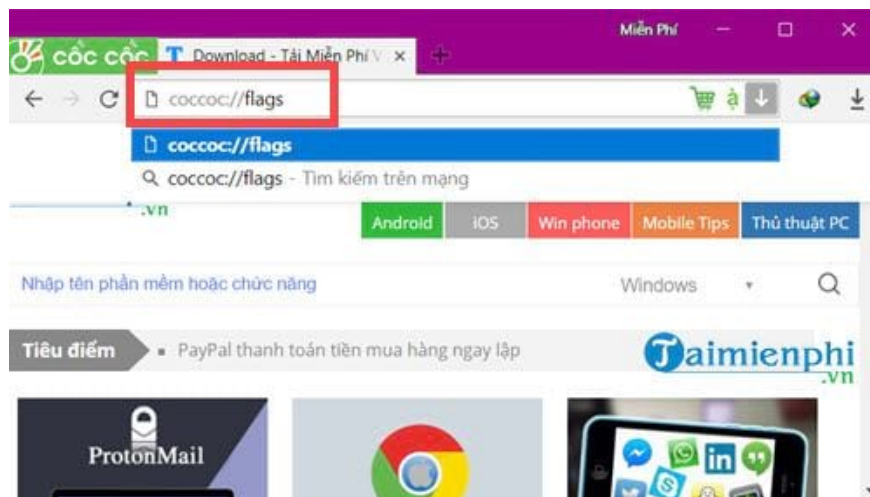 Miễn Phí
cốc cốc
Download - Tải Miễn Phí V
coccoc://flags
coccoc://flags
coccoc://flags - Tìm kiếm trên mạng
.vn
Android iOS Win phone Mobile Tips Thủ thuật PC
Nhập tên phần mềm hoặc chức năng Windows
Tiêu điểm PayPal thanh toán tiền mua hàng ngay lập
Taimienphi
.vn
ProtonMail
in